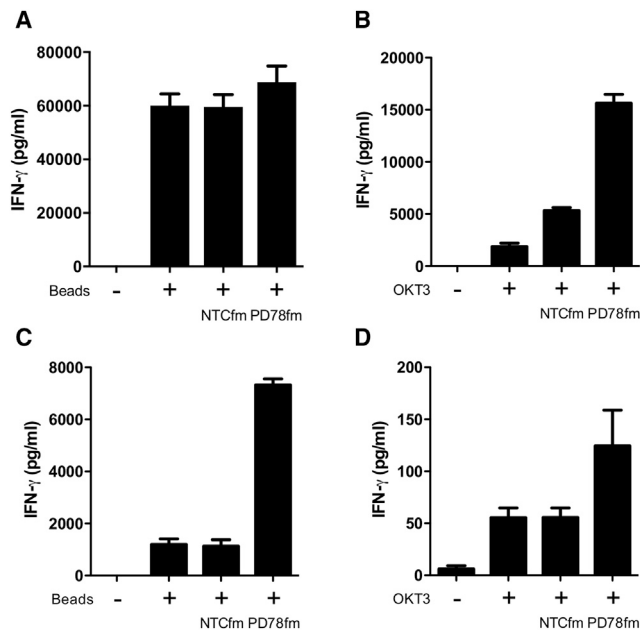 A
80000
60000
40000
20000
0
IFN-γ (pg/ml)
Beads - + + +
NTCfm PD78fm
B
20000
15000
10000
5000
0
IFN-γ (pg/ml)
OKT3 - + + +
NTCfm PD78fm
C
8000
6000
4000
2000
0
IFN-γ (pg/ml)
Beads - + + +
NTCfm PD78fm
D
200
150
100
50
0
IFN-γ (pg/ml)
OKT3 - + + +
NTCfm PD78fm